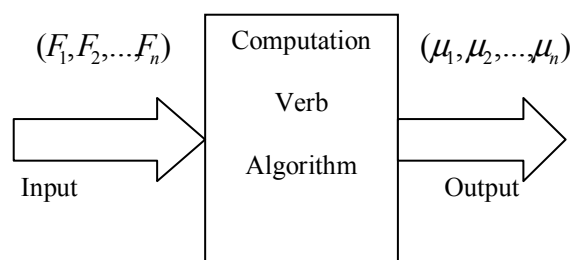 (F₁,F₂,...,Fₙ)
Computation
Verb
Algorithm
(μ₁,μ₂,...,μₙ)
Input
Output